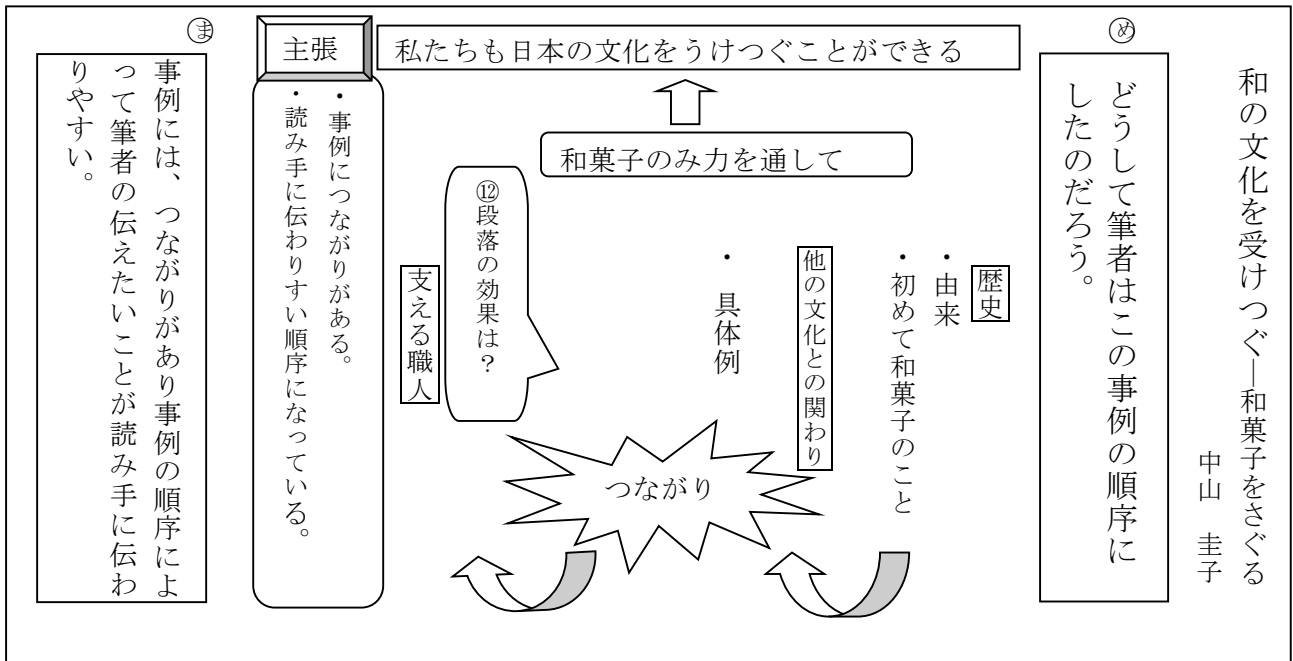 和の文化を受けつぐ―和菓子をさぐる
中山 圭子
め
どうして筆者はこの事例の順序に
したのだろう。
私たちも日本の文化をうけつぐことができる
主張
和菓子のみ力を通して
歴史
・由来
・初めて和菓子のこと
他の文化との関わり
・ 具体例
つながり
支える職人
⑫段落の効果は?
・事例につながりがある。
・読み手に伝わりすい順序になっている。
ま
事例には、つながりがあり事例の順序によ
って筆者の伝えたいことが読み手に伝わ
りやすい。